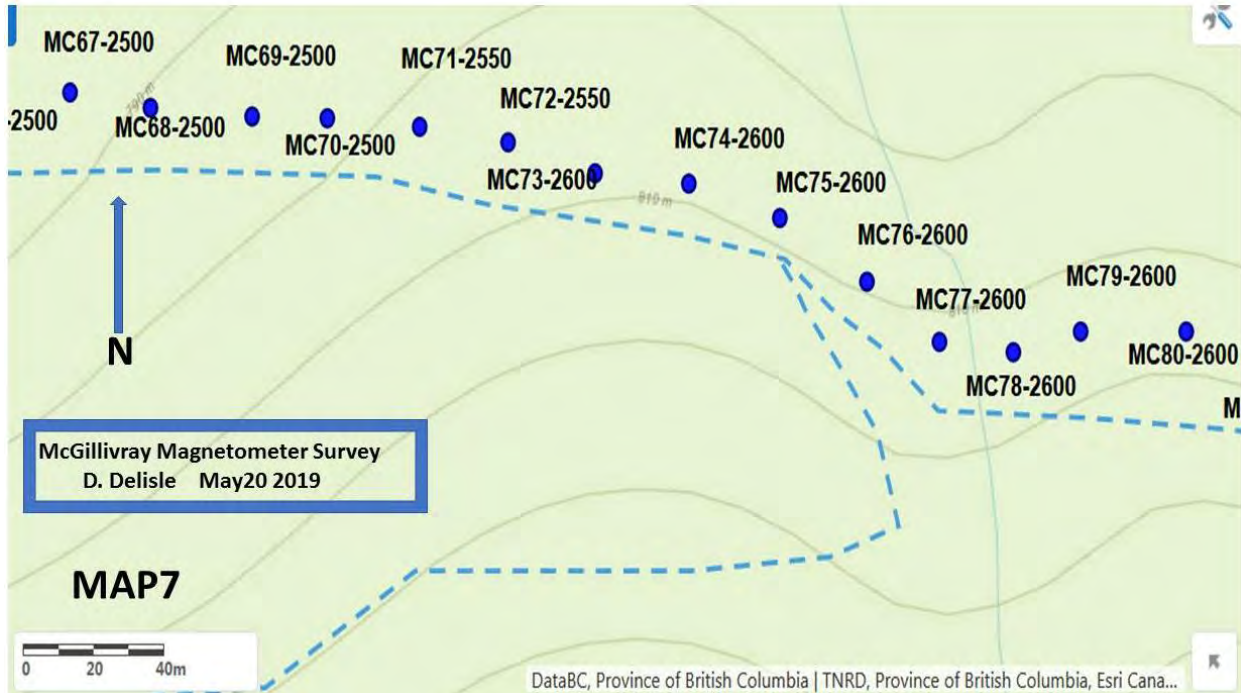 MC67-2500
MC69-2500
MC71-2550
MC72-2550
790 m
-2500
MC68-2500
MC70-2500
MC74-2600
MC73-2600
MC75-2600
810 m
MC76-2600
MC79-2600
MC77-2600
N
MC80-2600
MC78-2600
M
McGillivray Magnetometer Survey
D. Delisle May20 2019
MAP7
0 20 40m
DataBC, Province of British Columbia | TNRD, Province of British Columbia, Esri Cana...